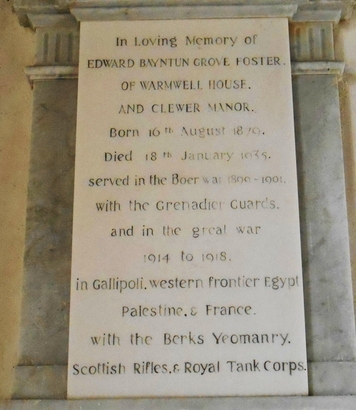 In Loving Memory of
EDWARD BAYNTUN GROVE FOSTER.
OF WARMWELL HOUSE.
AND CLEWER MANOR.
Born 16th August 1879.
Died 18th January 1935.
served in the Boer war 1899-1901.
with the Grenadier Guards.
and in the great war
1914 to 1918.
in Gallipoli. western frontier Egypt
Palestine. & France.
with the Berks Yeomanry.
Scottish Rifles. & Royal Tank Corps.